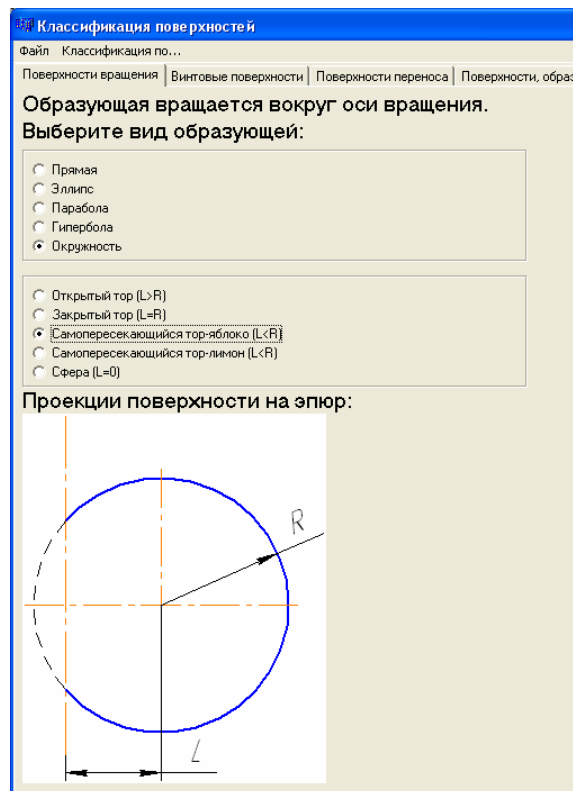 Классификация поверхностей
Файл Классификация по...
Поверхности вращения Винтовые поверхности Поверхности переноса Поверхности, образ
Образующая вращается вокруг оси вращения.
Выберите вид образующей:
Прямая
Эллипс
Парабола
Гипербола
Окружность
Открытый тор (L>R)
Закрытый тор (L=R)
Самопересекающийся тор-яблоко (L<R)
Самопересекающийся тор-лимон (L<R)
Сфера (L=0)
Проекции поверхности на эпюр:
R
L